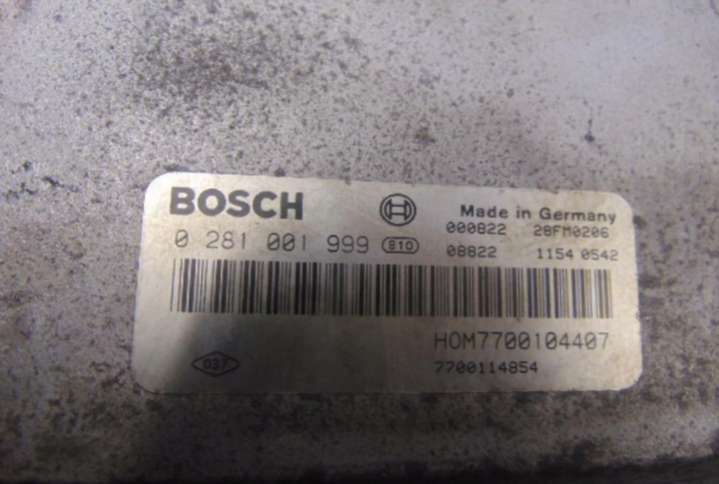 BOSCH
Made in Germany
000822 28FM0206
0 281 001 999 810
08822 1154 0542
HOM7700104407
037
7700114854